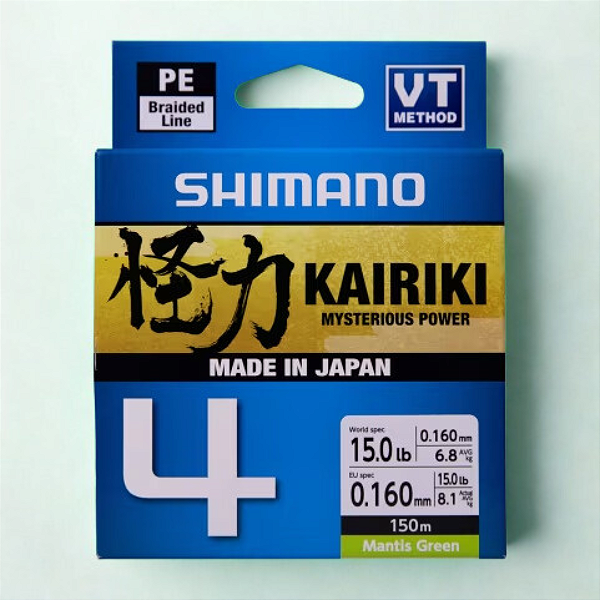 PE
Braided
Line
VT
METHOD
SHIMANO
怪力 KAIRIKI
MYSTERIOUS POWER
MADE IN JAPAN
4
World spec
15.0 lb
0.160 mm
6.8 AVG kg
EU spec
0.160 mm
15.0 lb
8.1 Actual AVG kg
150m
Mantis Green